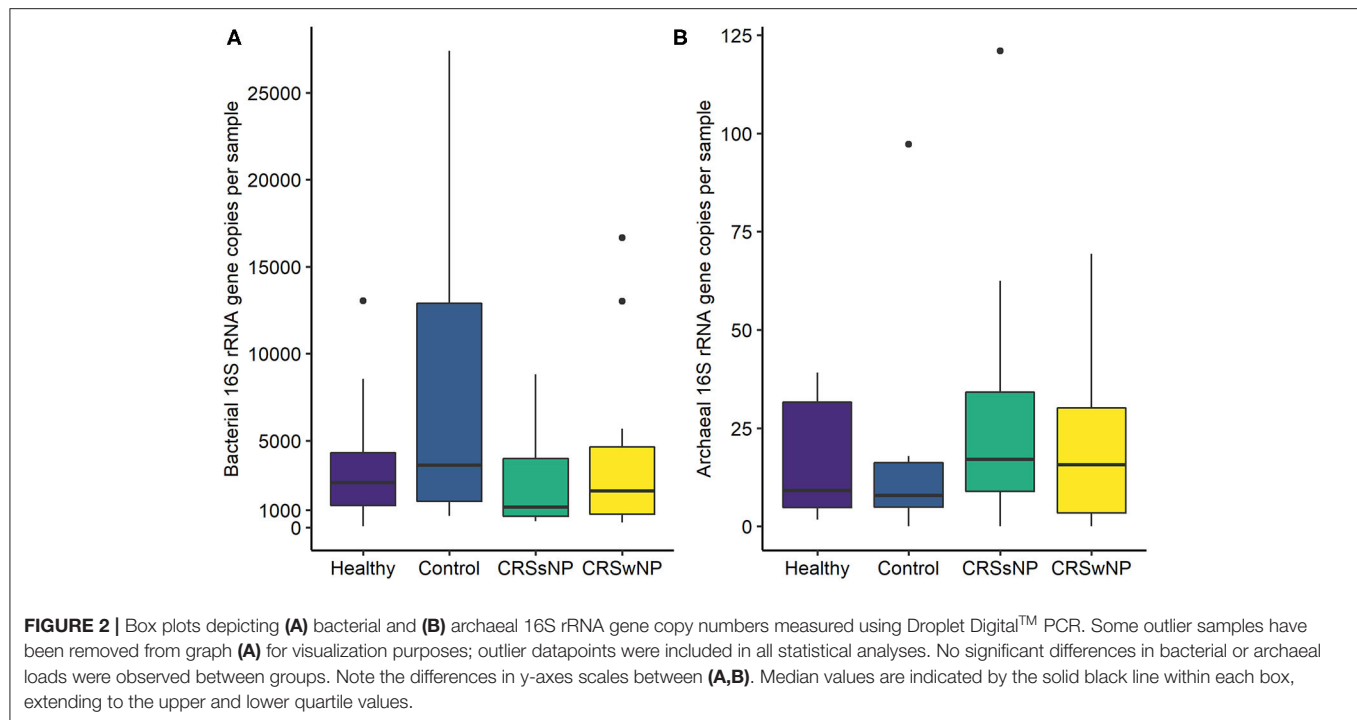 A
Bacterial 16S rRNA gene copies per sample
25000
20000
15000
10000
5000
1000
0
Healthy Control CRSsNP CRSwNP
B
Archaeal 16S rRNA gene copies per sample
125
100
75
50
25
0
Healthy Control CRSsNP CRSwNP
FIGURE 2 | Box plots depicting (A) bacterial and (B) archaeal 16S rRNA gene copy numbers measured using Droplet Digital™ PCR. Some outlier samples have
been removed from graph (A) for visualization purposes; outlier datapoints were included in all statistical analyses. No significant differences in bacterial or archaeal
loads were observed between groups. Note the differences in y-axes scales between (A,B). Median values are indicated by the solid black line within each box,
extending to the upper and lower quartile values.